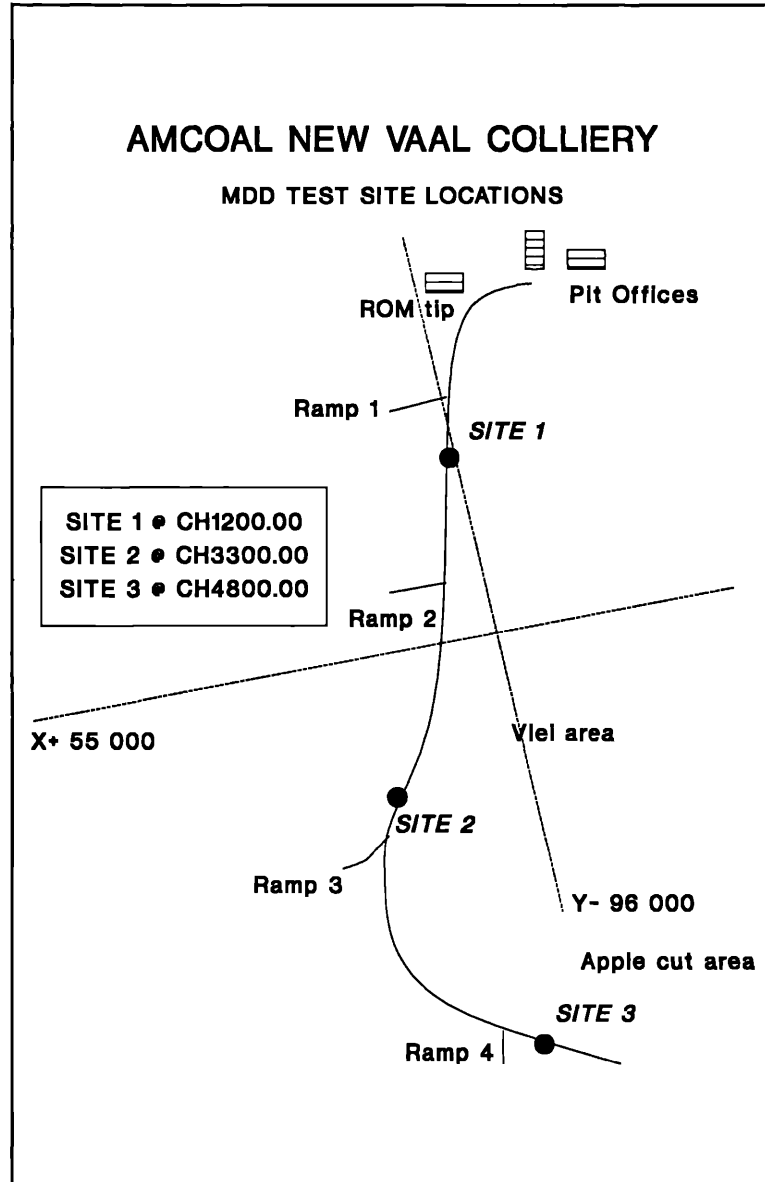 AMCOAL NEW VAAL COLLIERY
MDD TEST SITE LOCATIONS
Pit Offices
ROM tip
Ramp 1
SITE 1
SITE 1 @ CH1200.00
SITE 2 @ CH3300.00
SITE 3 @ CH4800.00
Ramp 2
X+ 55 000
Vlei area
SITE 2
Ramp 3
Y- 96 000
Apple cut area
SITE 3
Ramp 4